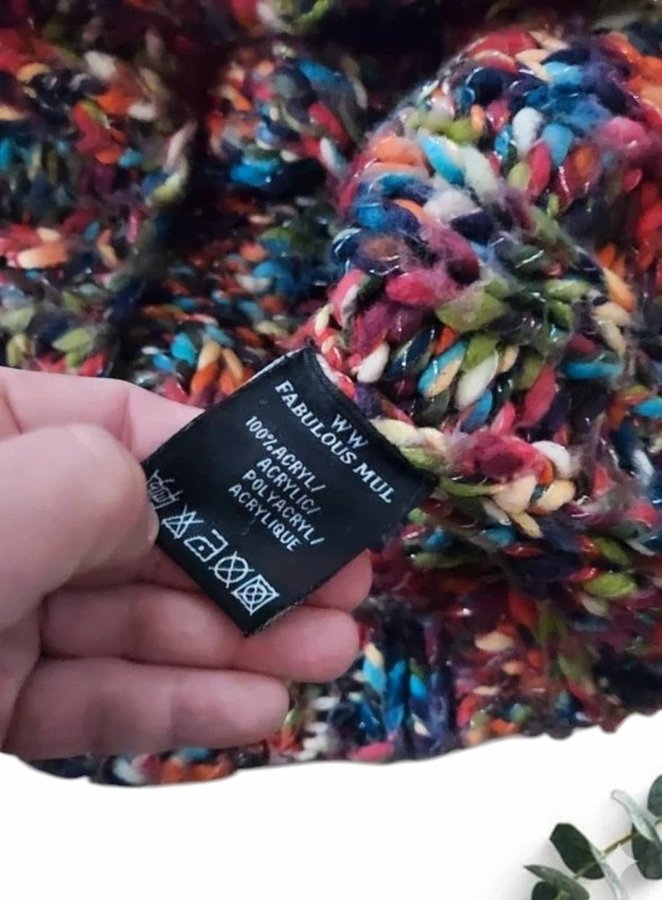 WW
FABULOUS MUL
100%ACRYL/
ACRYLIC/
POLYACRYL/
ACRYLIQUE